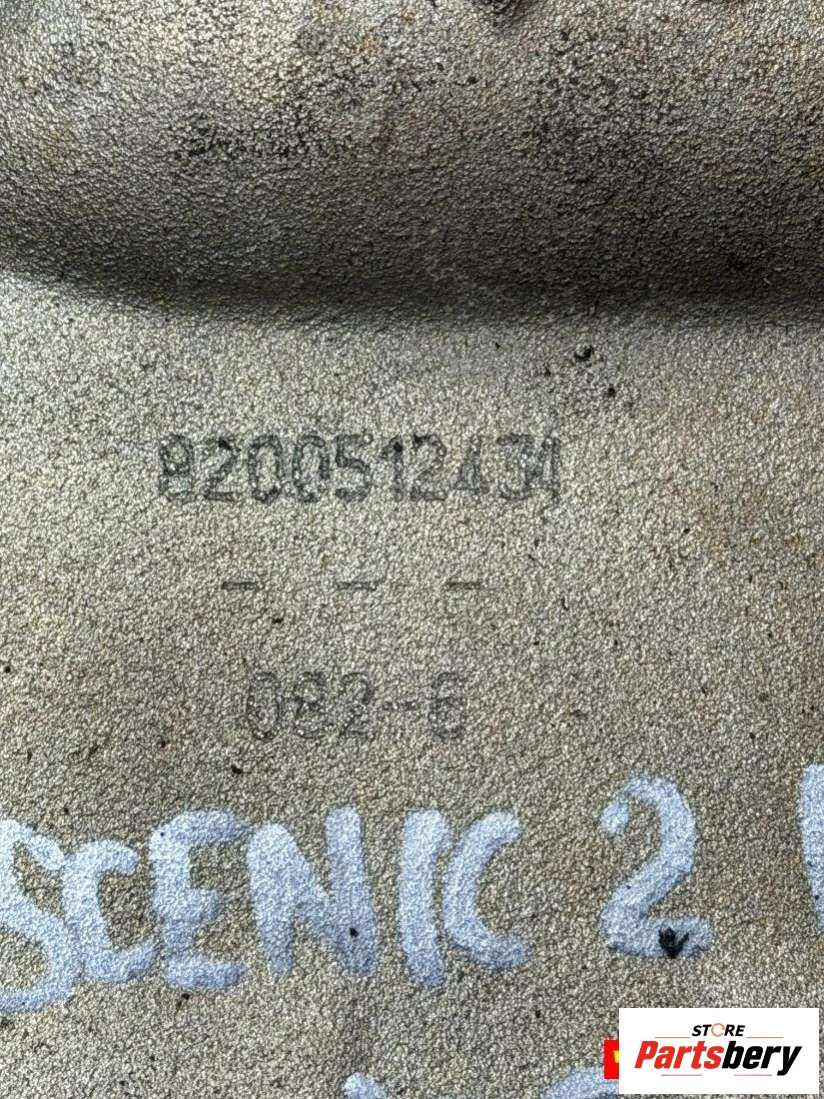 8200512434
- - -
082-6
SCENIC 2
STORE
Partsbery